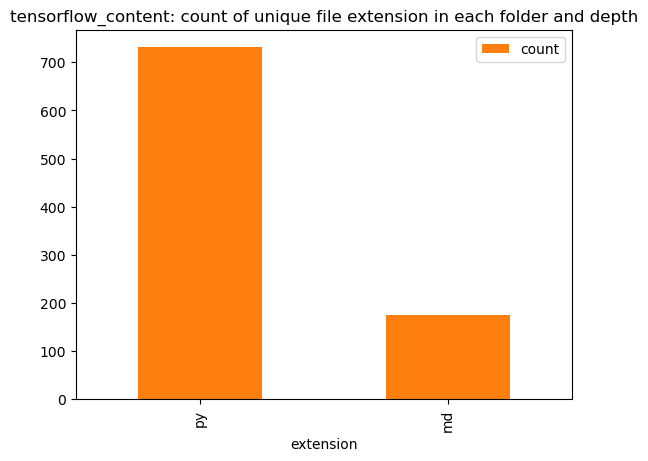 tensorflow_content: count of unique file extension in each folder and depth
count
700
600
500
400
300
200
100
0
py
md
extension